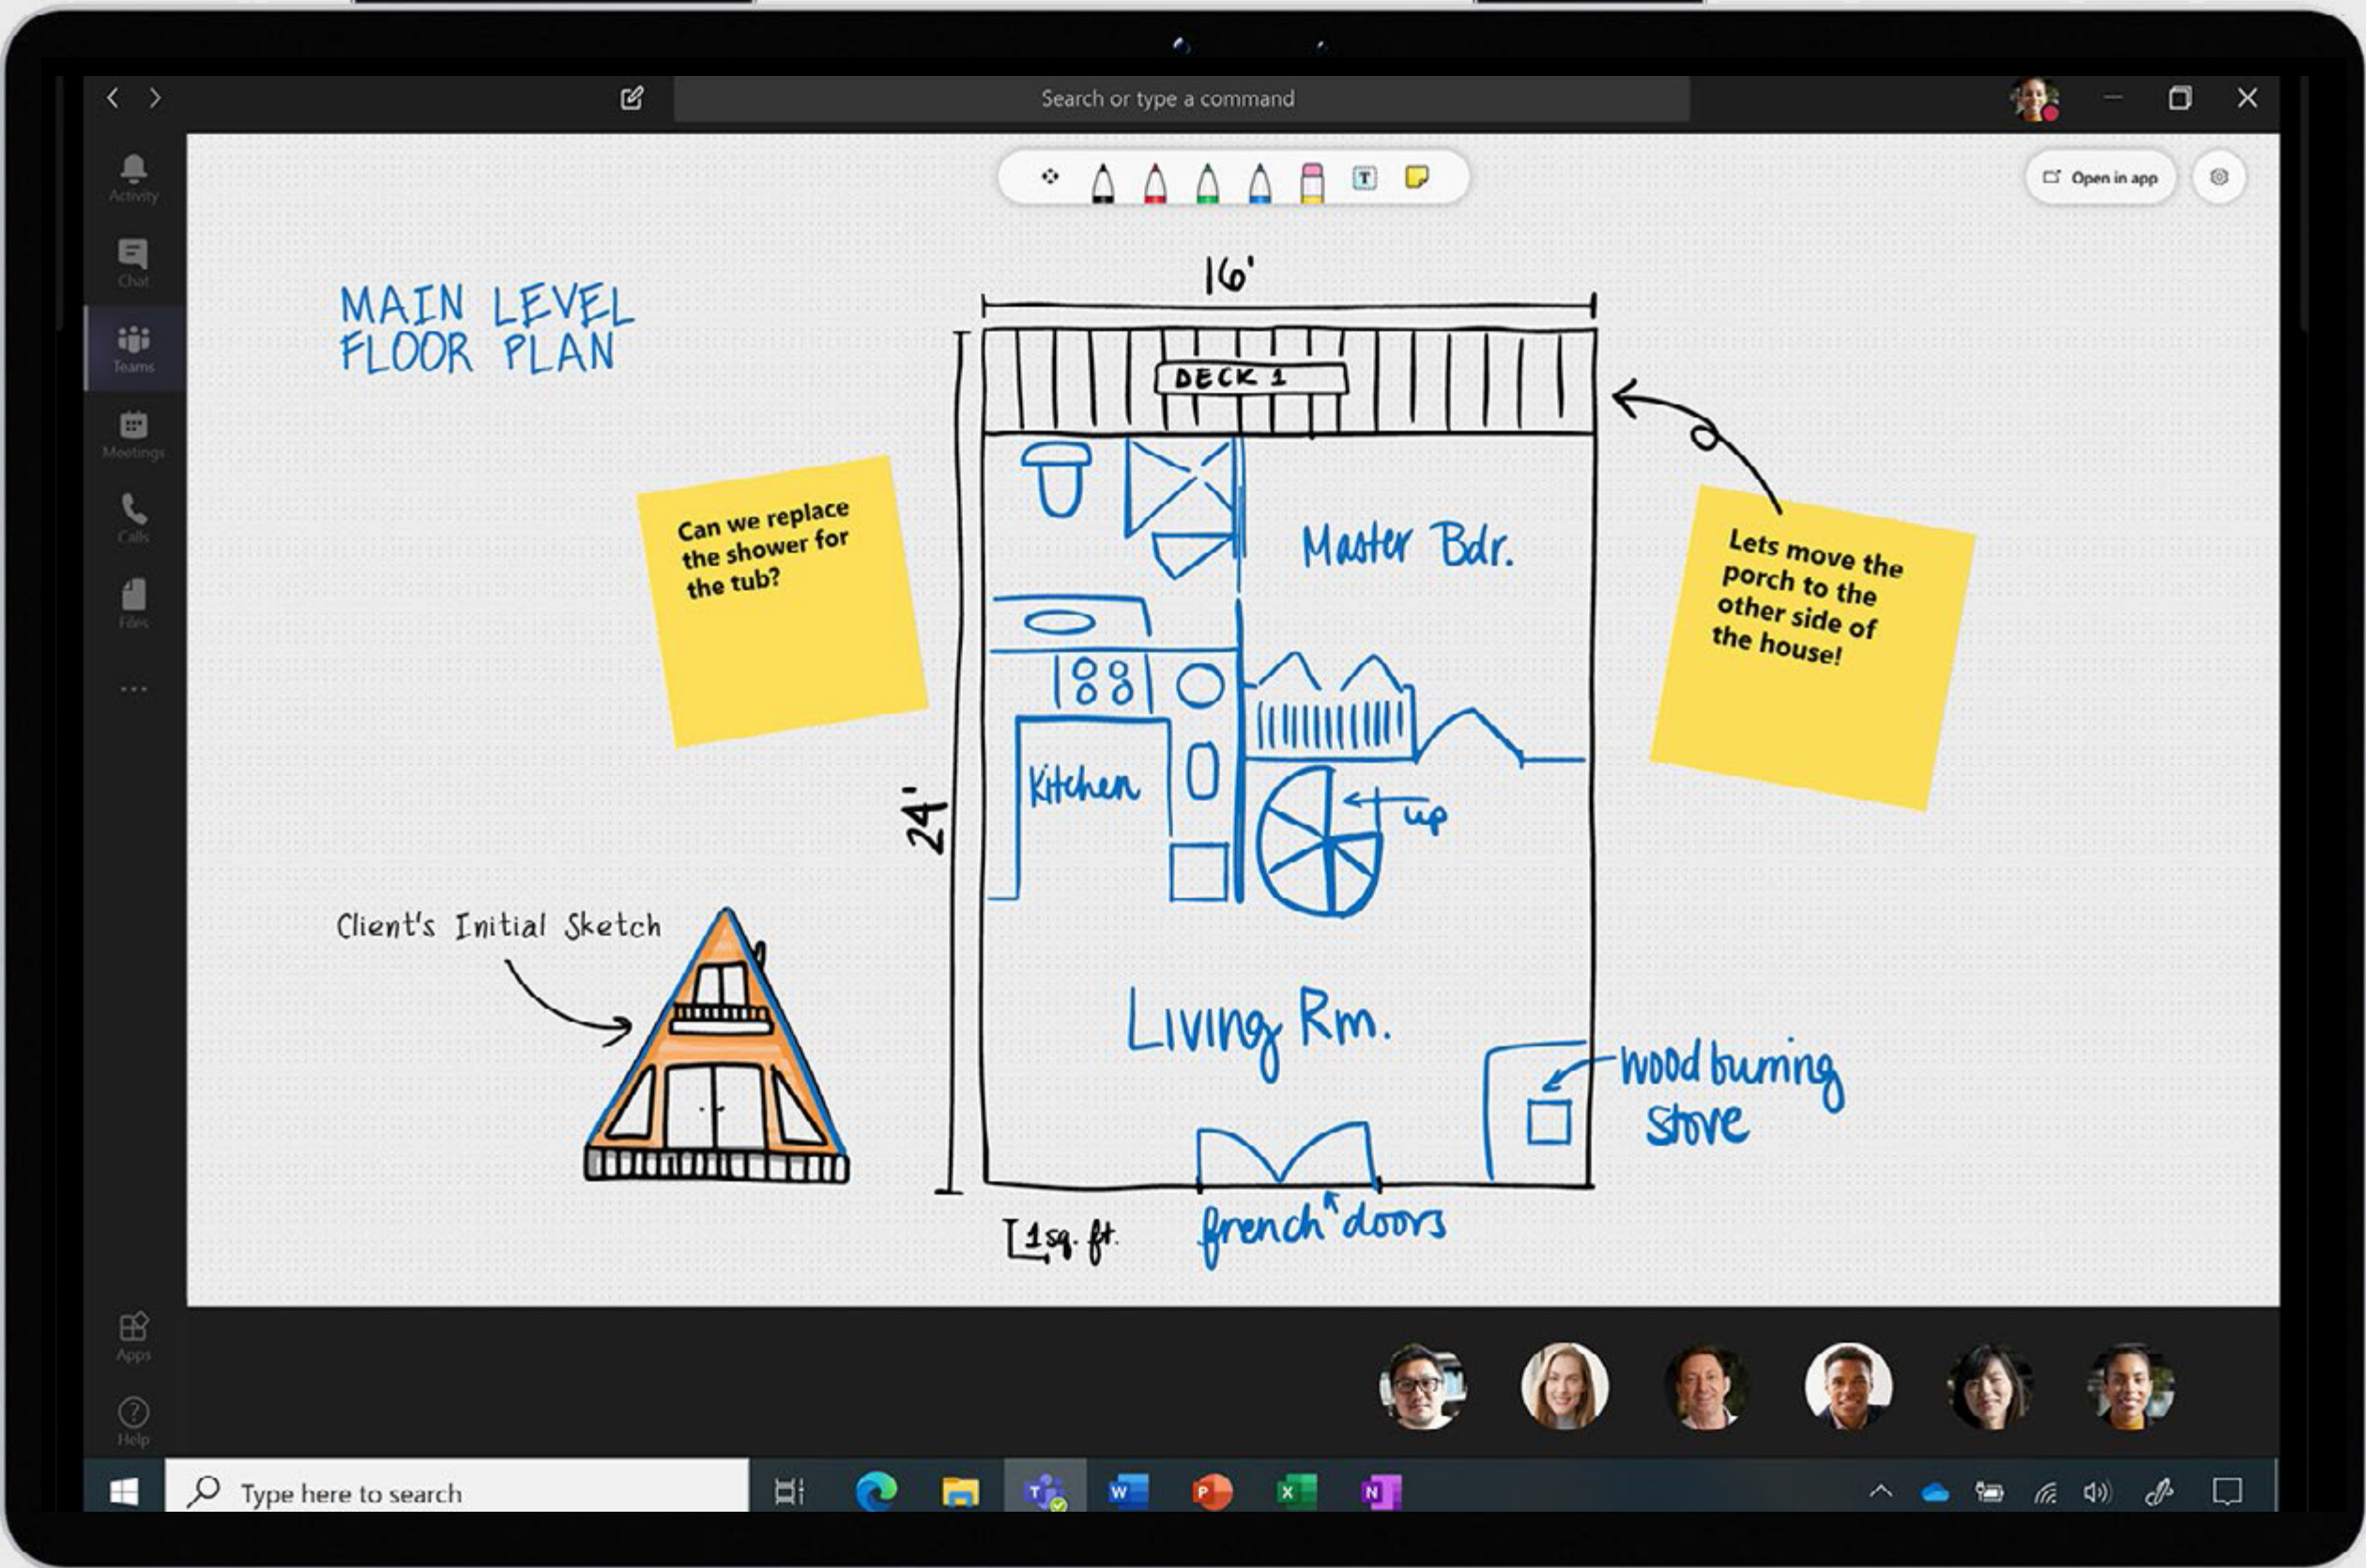 Search or type a command
Activity
Chat
Teams
Meetings
Calls
Files
Apps
Help
Open in app
T
MAIN LEVEL
FLOOR PLAN
16'
DECK 1
24'
Can we replace
the shower for
the tub?
Master Bdr.
Lets move the
porch to the
other side of
the house!
Kitchen
up
Client's Initial Sketch
Living Rm.
wood burning
stove
french doors
1 sq. ft.
Type here to search
T
W
P
X
N